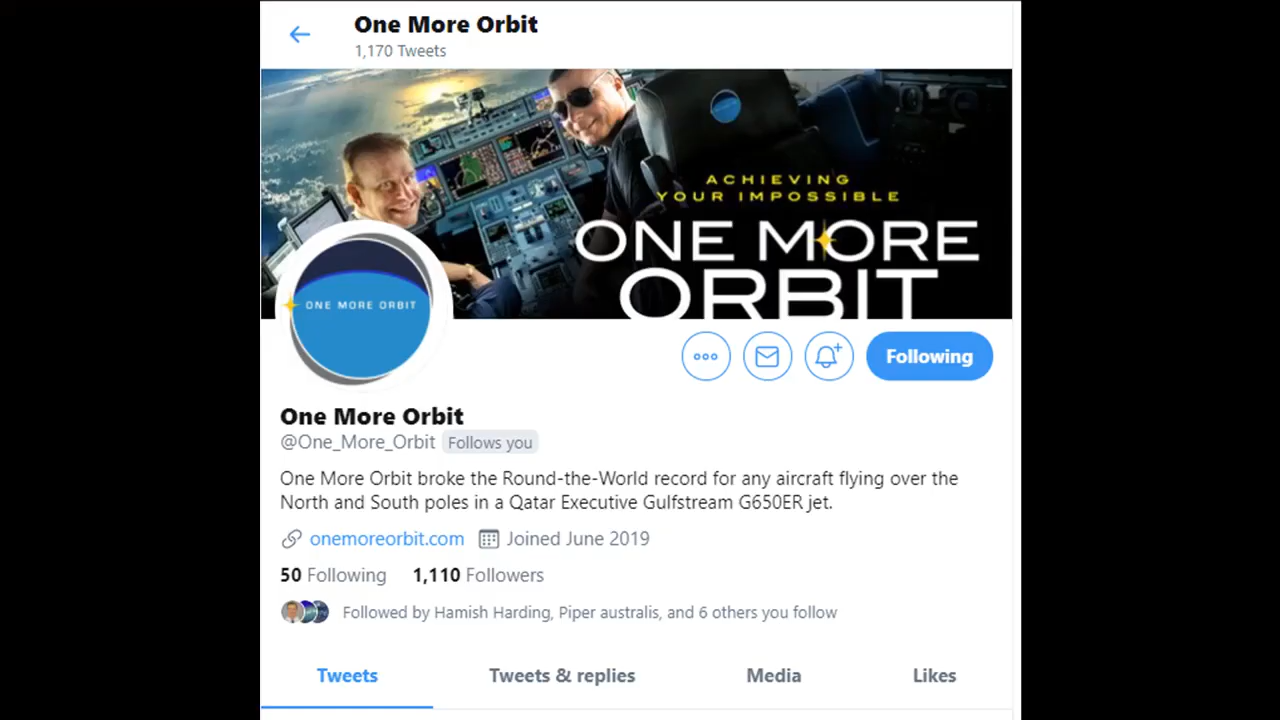 One More Orbit
1,170 Tweets
ACHIEVING
YOUR IMPOSSIBLE
ONE MORE
ORBIT
ONE MORE ORBIT
Following
One More Orbit
@One_More_Orbit Follows you
One More Orbit broke the Round-the-World record for any aircraft flying over the
North and South poles in a Qatar Executive Gulfstream G650ER jet.
onemoreorbit.com Joined June 2019
50 Following 1,110 Followers
Followed by Hamish Harding, Piper australis, and 6 others you follow
Tweets Tweets & replies Media Likes